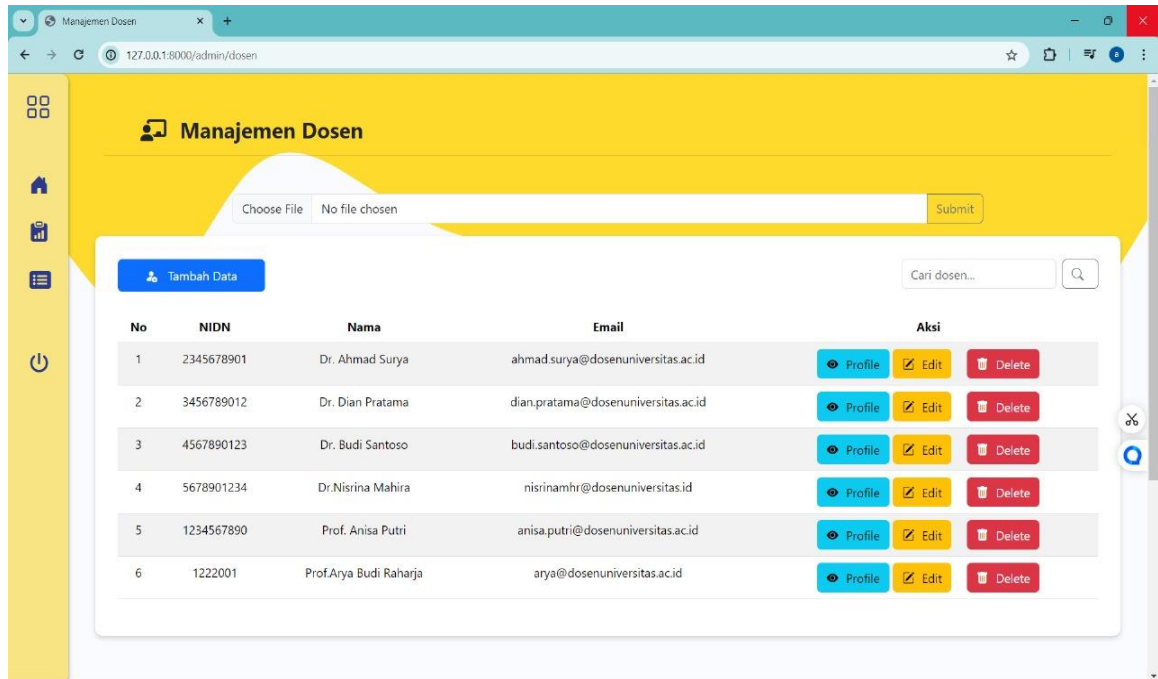 Manajemen Dosen
127.0.0.1:8000/admin/dosen
Manajemen Dosen
Choose File No file chosen Submit
Tambah Data Cari dosen...
No NIDN Nama Email Aksi
1 2345678901 Dr. Ahmad Surya ahmad.surya@dosenuniversitas.ac.id Profile Edit Delete
2 3456789012 Dr. Dian Pratama dian.pratama@dosenuniversitas.ac.id Profile Edit Delete
3 4567890123 Dr. Budi Santoso budi.santoso@dosenuniversitas.ac.id Profile Edit Delete
4 5678901234 Dr.Nisrina Mahira nisrinamhr@dosenuniversitas.id Profile Edit Delete
5 1234567890 Prof. Anisa Putri anisa.putri@dosenuniversitas.ac.id Profile Edit Delete
6 1222001 Prof.Arya Budi Raharja arya@dosenuniversitas.ac.id Profile Edit Delete